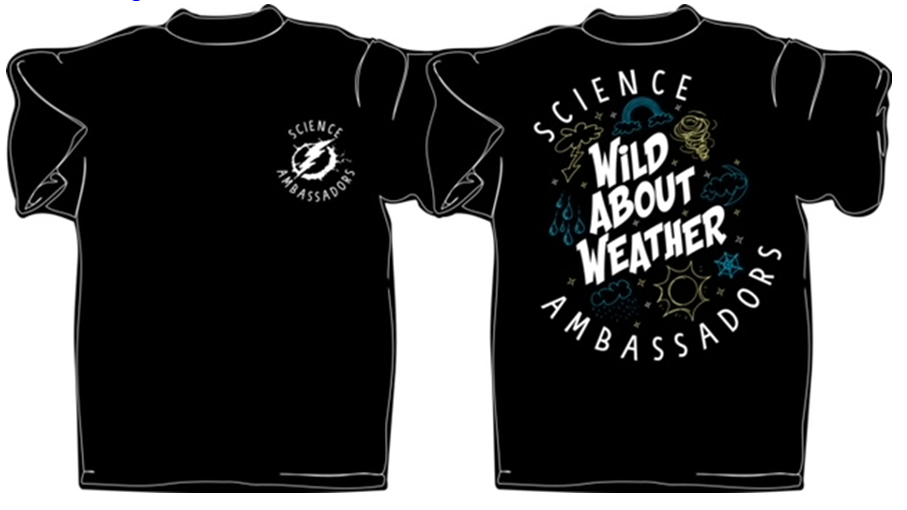 SCIENCE
AMBASSADORS
SCIENCE
WiLD
ABOUT
WEATHER
AMBASSADORS